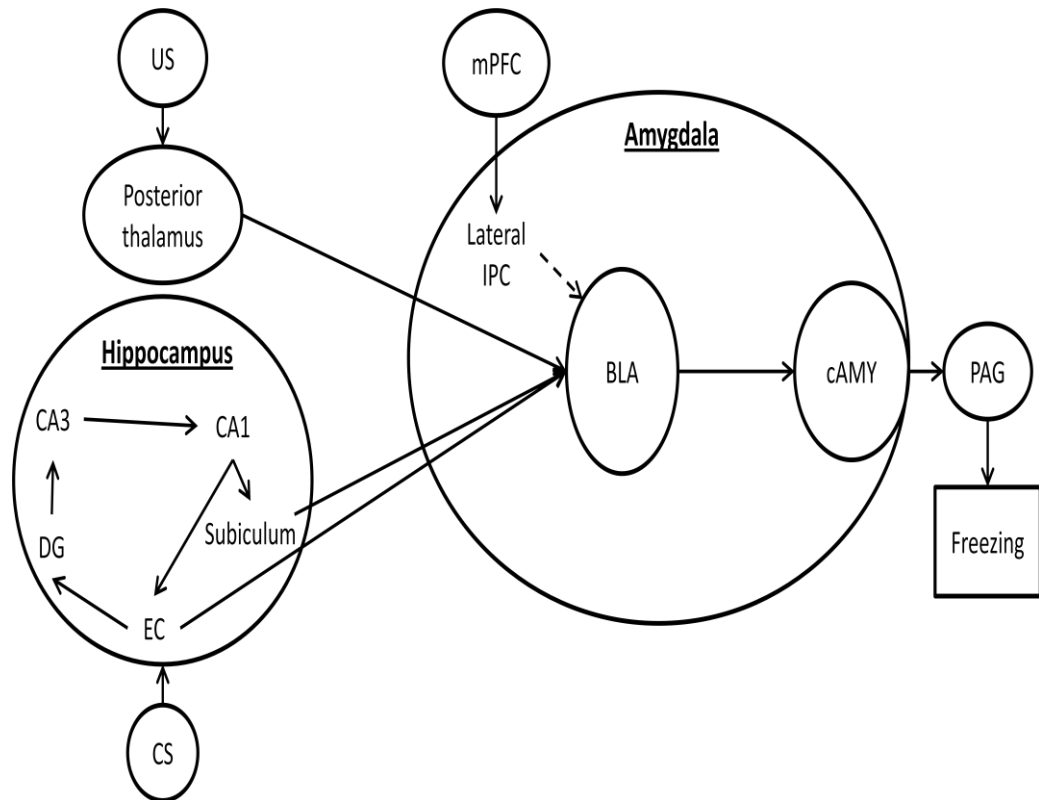 US
mPFC
Amygdala
Posterior
thalamus
Lateral
IPC
Hippocampus
BLA
cAMY
PAG
CA3
CA1
Subiculum
DG
Freezing
EC
CS